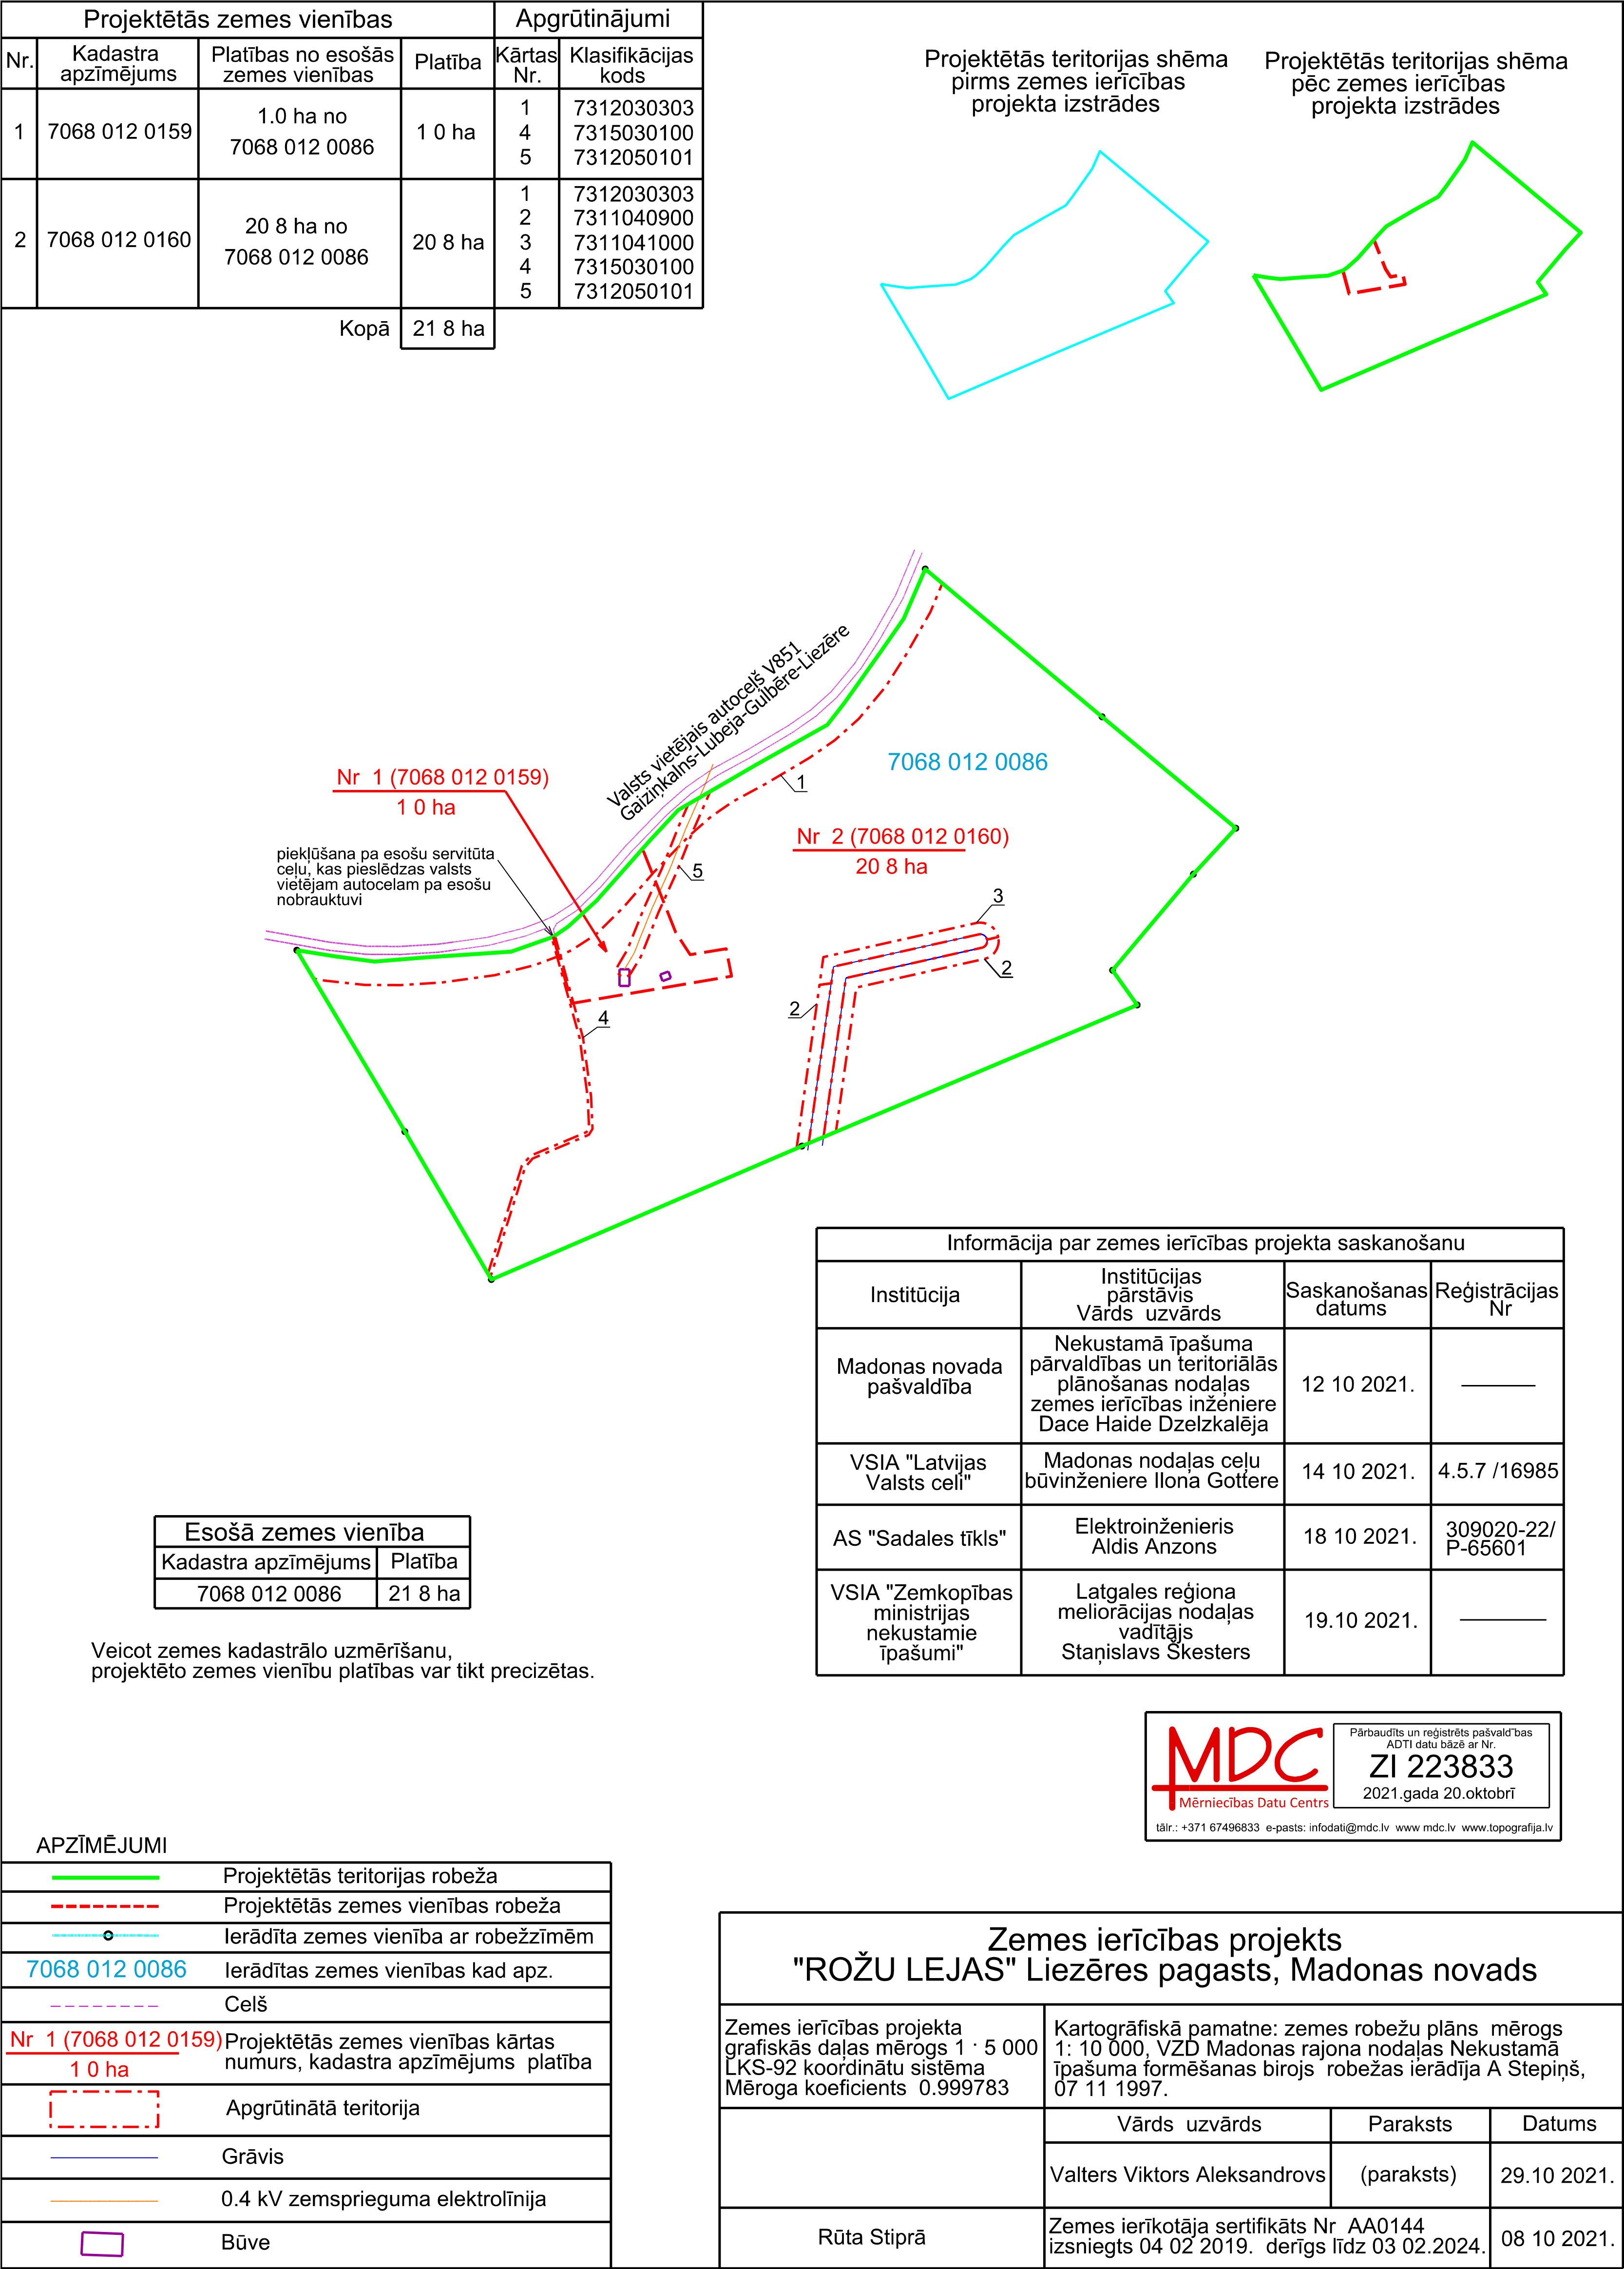 Projektētās zemes vienības
Apgrūtinājumi
Nr.
Kadastra
apzīmējums
Platības no esošās
zemes vienības
Platība
Kārtas
Nr.
Klasifikācijas
kods
1
7068 012 0159
1.0 ha no
7068 012 0086
1 0 ha
1 7312030303
4 7315030100
5 7312050101
2
7068 012 0160
20 8 ha no
7068 012 0086
20 8 ha
1 7312030303
2 7311040900
3 7311041000
4 7315030100
5 7312050101
Kopā 21 8 ha
Projektētās teritorijas shēma
pirms zemes ierīcības
projekta izstrādes
Projektētās teritorijas shēma
pēc zemes ierīcības
projekta izstrādes
Valsts vietējais autoceļš V851
Gaiziņkalns-Lubeja-Gulbēre-Liezēre
7068 012 0086
Nr 1 (7068 012 0159)
1 0 ha
1
Nr 2 (7068 012 0160)
20 8 ha
piekļūšana pa esošu servitūta
ceļu, kas pieslēdzas valsts
vietējam autocelam pa esošu
nobrauktuvi
5
3
2
2
4
Informācija par zemes ierīcības projekta saskanošanu
Institūcija
Institūcijas
pārstāvis
Vārds uzvārds
Saskanošanas
datums
Reģistrācijas
Nr
Madonas novada
pašvaldība
Nekustamā īpašuma
pārvaldības un teritoriālās
plānošanas nodaļas
zemes ierīcības inženiere
Dace Haide Dzelzkalēja
12 10 2021.
VSIA "Latvijas
Valsts celi"
Madonas nodaļas ceļu
būvinženiere Ilona Gottere
14 10 2021.
4.5.7 /16985
AS "Sadales tīkls"
Elektroinženieris
Aldis Anzons
18 10 2021.
309020-22/
P-65601
VSIA "Zemkopības
ministrijas
nekustamie
īpašumi"
Latgales reģiona
meliorācijas nodaļas
vadītājs
Staņislavs Škesters
19.10 2021.
Esošā zemes vienība
Kadastra apzīmējums
Platība
7068 012 0086
21 8 ha
Veicot zemes kadastrālo uzmērīšanu,
projektēto zemes vienību platības var tikt precizētas.
MDC
Mērniecības Datu Centrs
Pārbaudīts un reģistrēts pašvald¯bas
ADTI datu bāzē ar Nr.
ZI 223833
2021.gada 20.oktobrī
tālr.: +371 67496833 e-pasts: infodati@mdc.lv www mdc.lv www.topografija.lv
APZĪMĒJUMI
Projektētās teritorijas robeža
Projektētās zemes vienības robeža
Ierādīta zemes vienība ar robežzīmēm
7068 012 0086 Ierādītas zemes vienības kad apz.
Celš
Nr 1 (7068 012 0159)
1 0 ha
Projektētās zemes vienības kārtas
numurs, kadastra apzīmējums platība
Apgrūtinātā teritorija
Grāvis
0.4 kV zemsprieguma elektrolīnija
Būve
Zemes ierīcības projekts
"ROŽU LEJAS" Liezēres pagasts, Madonas novads
Zemes ierīcības projekta
grafiskās daļas mērogs 1 · 5 000
LKS-92 koordinātu sistēma
Mēroga koeficients 0.999783
Kartogrāfiskā pamatne: zemes robežu plāns mērogs
1: 10 000, VZD Madonas rajona nodaļas Nekustamā
īpašuma formēšanas birojs robežas ierādīja A Stepiņš,
07 11 1997.
Vārds uzvārds
Paraksts
Datums
Valters Viktors Aleksandrovs
(paraksts)
29.10 2021.
Rūta Stiprā
Zemes ierīkotāja sertifikāts Nr AA0144
izsniegts 04 02 2019. derīgs līdz 03 02.2024.
08 10 2021.